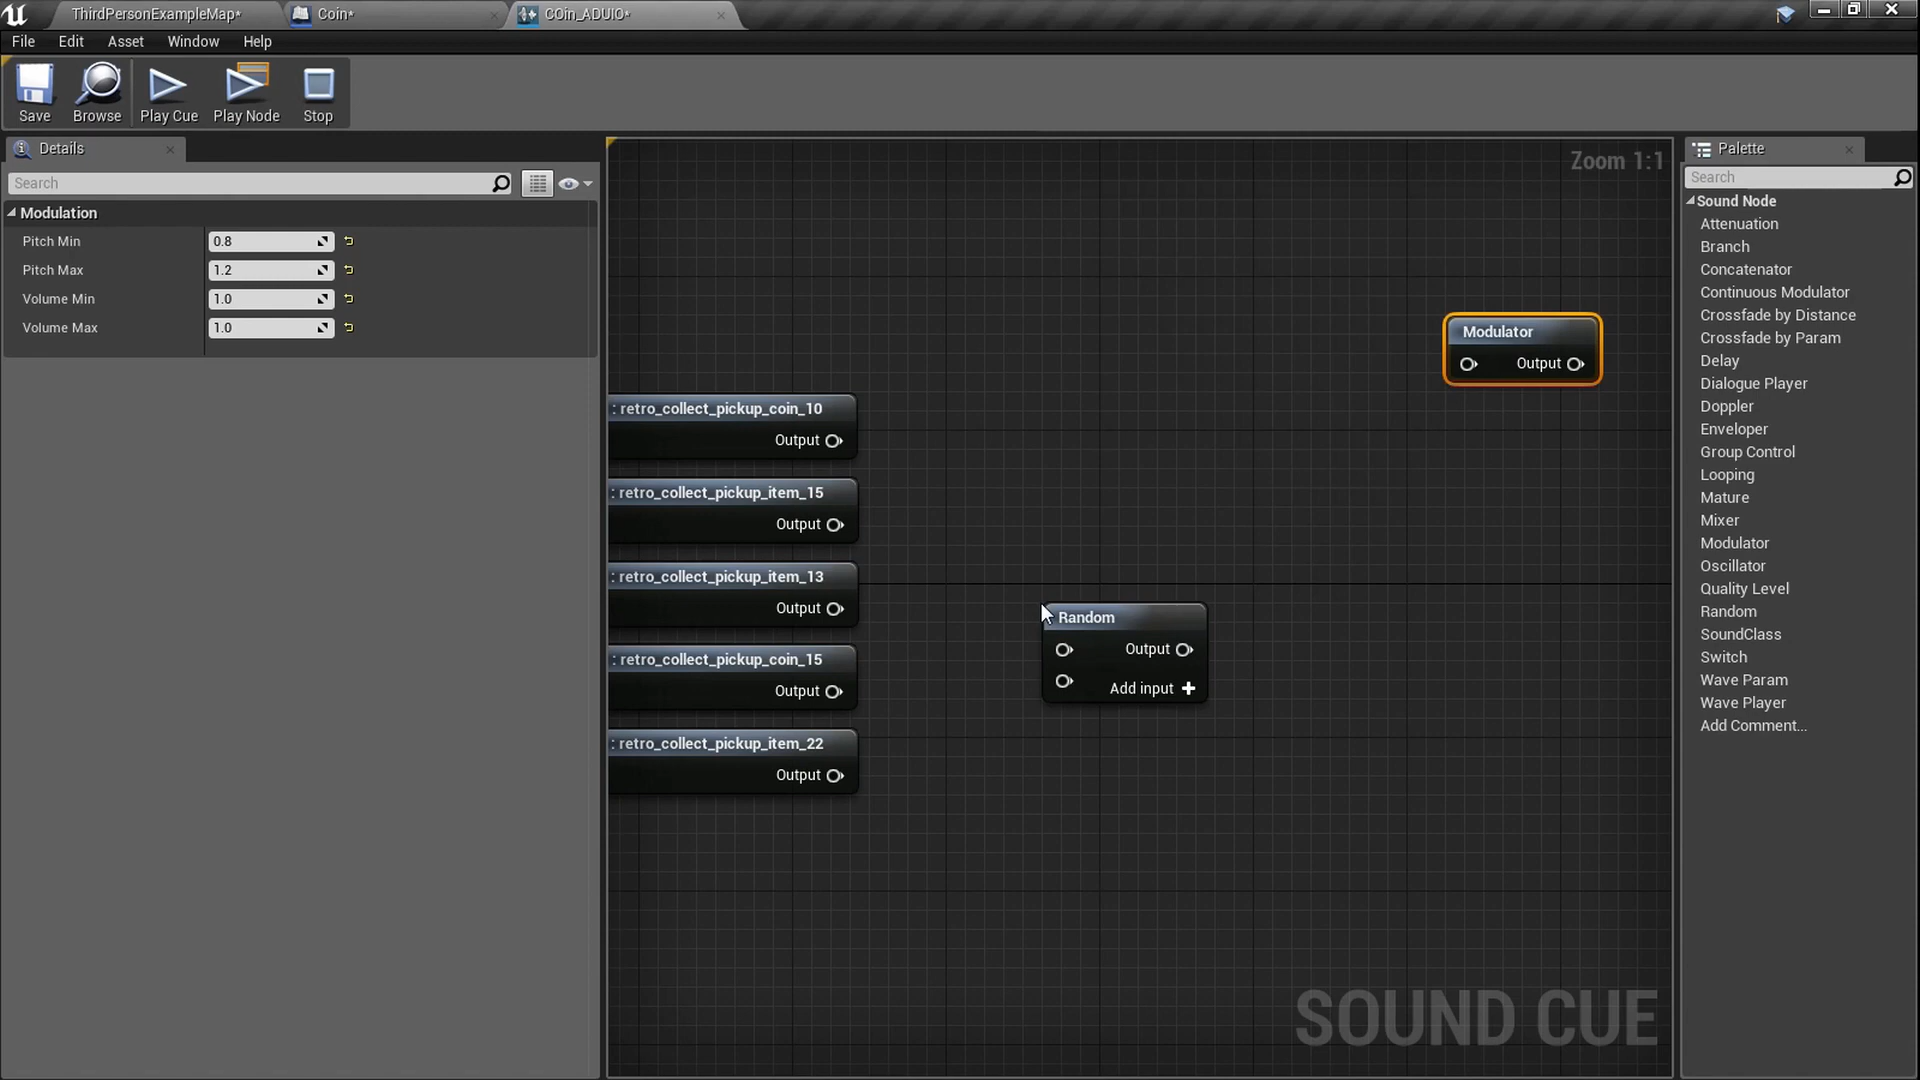 ThirdPersonExampleMap*
Coin*
COin_ADUIO*
File Edit Asset Window Help
Save Browse Play Cue Play Node Stop
Details
Search
Modulation
Pitch Min 0.8
Pitch Max 1.2
Volume Min 1.0
Volume Max 1.0
Zoom 1:1
Modulator
Output
: retro_collect_pickup_coin_10
Output
: retro_collect_pickup_item_15
Output
: retro_collect_pickup_item_13
Output
: retro_collect_pickup_coin_15
Output
: retro_collect_pickup_item_22
Output
Random
Output
Add input
SOUND CUE
Palette
Search
Sound Node
Attenuation
Branch
Concatenator
Continuous Modulator
Crossfade by Distance
Crossfade by Param
Delay
Dialogue Player
Doppler
Enveloper
Group Control
Looping
Mature
Mixer
Modulator
Oscillator
Quality Level
Random
SoundClass
Switch
Wave Param
Wave Player
Add Comment...